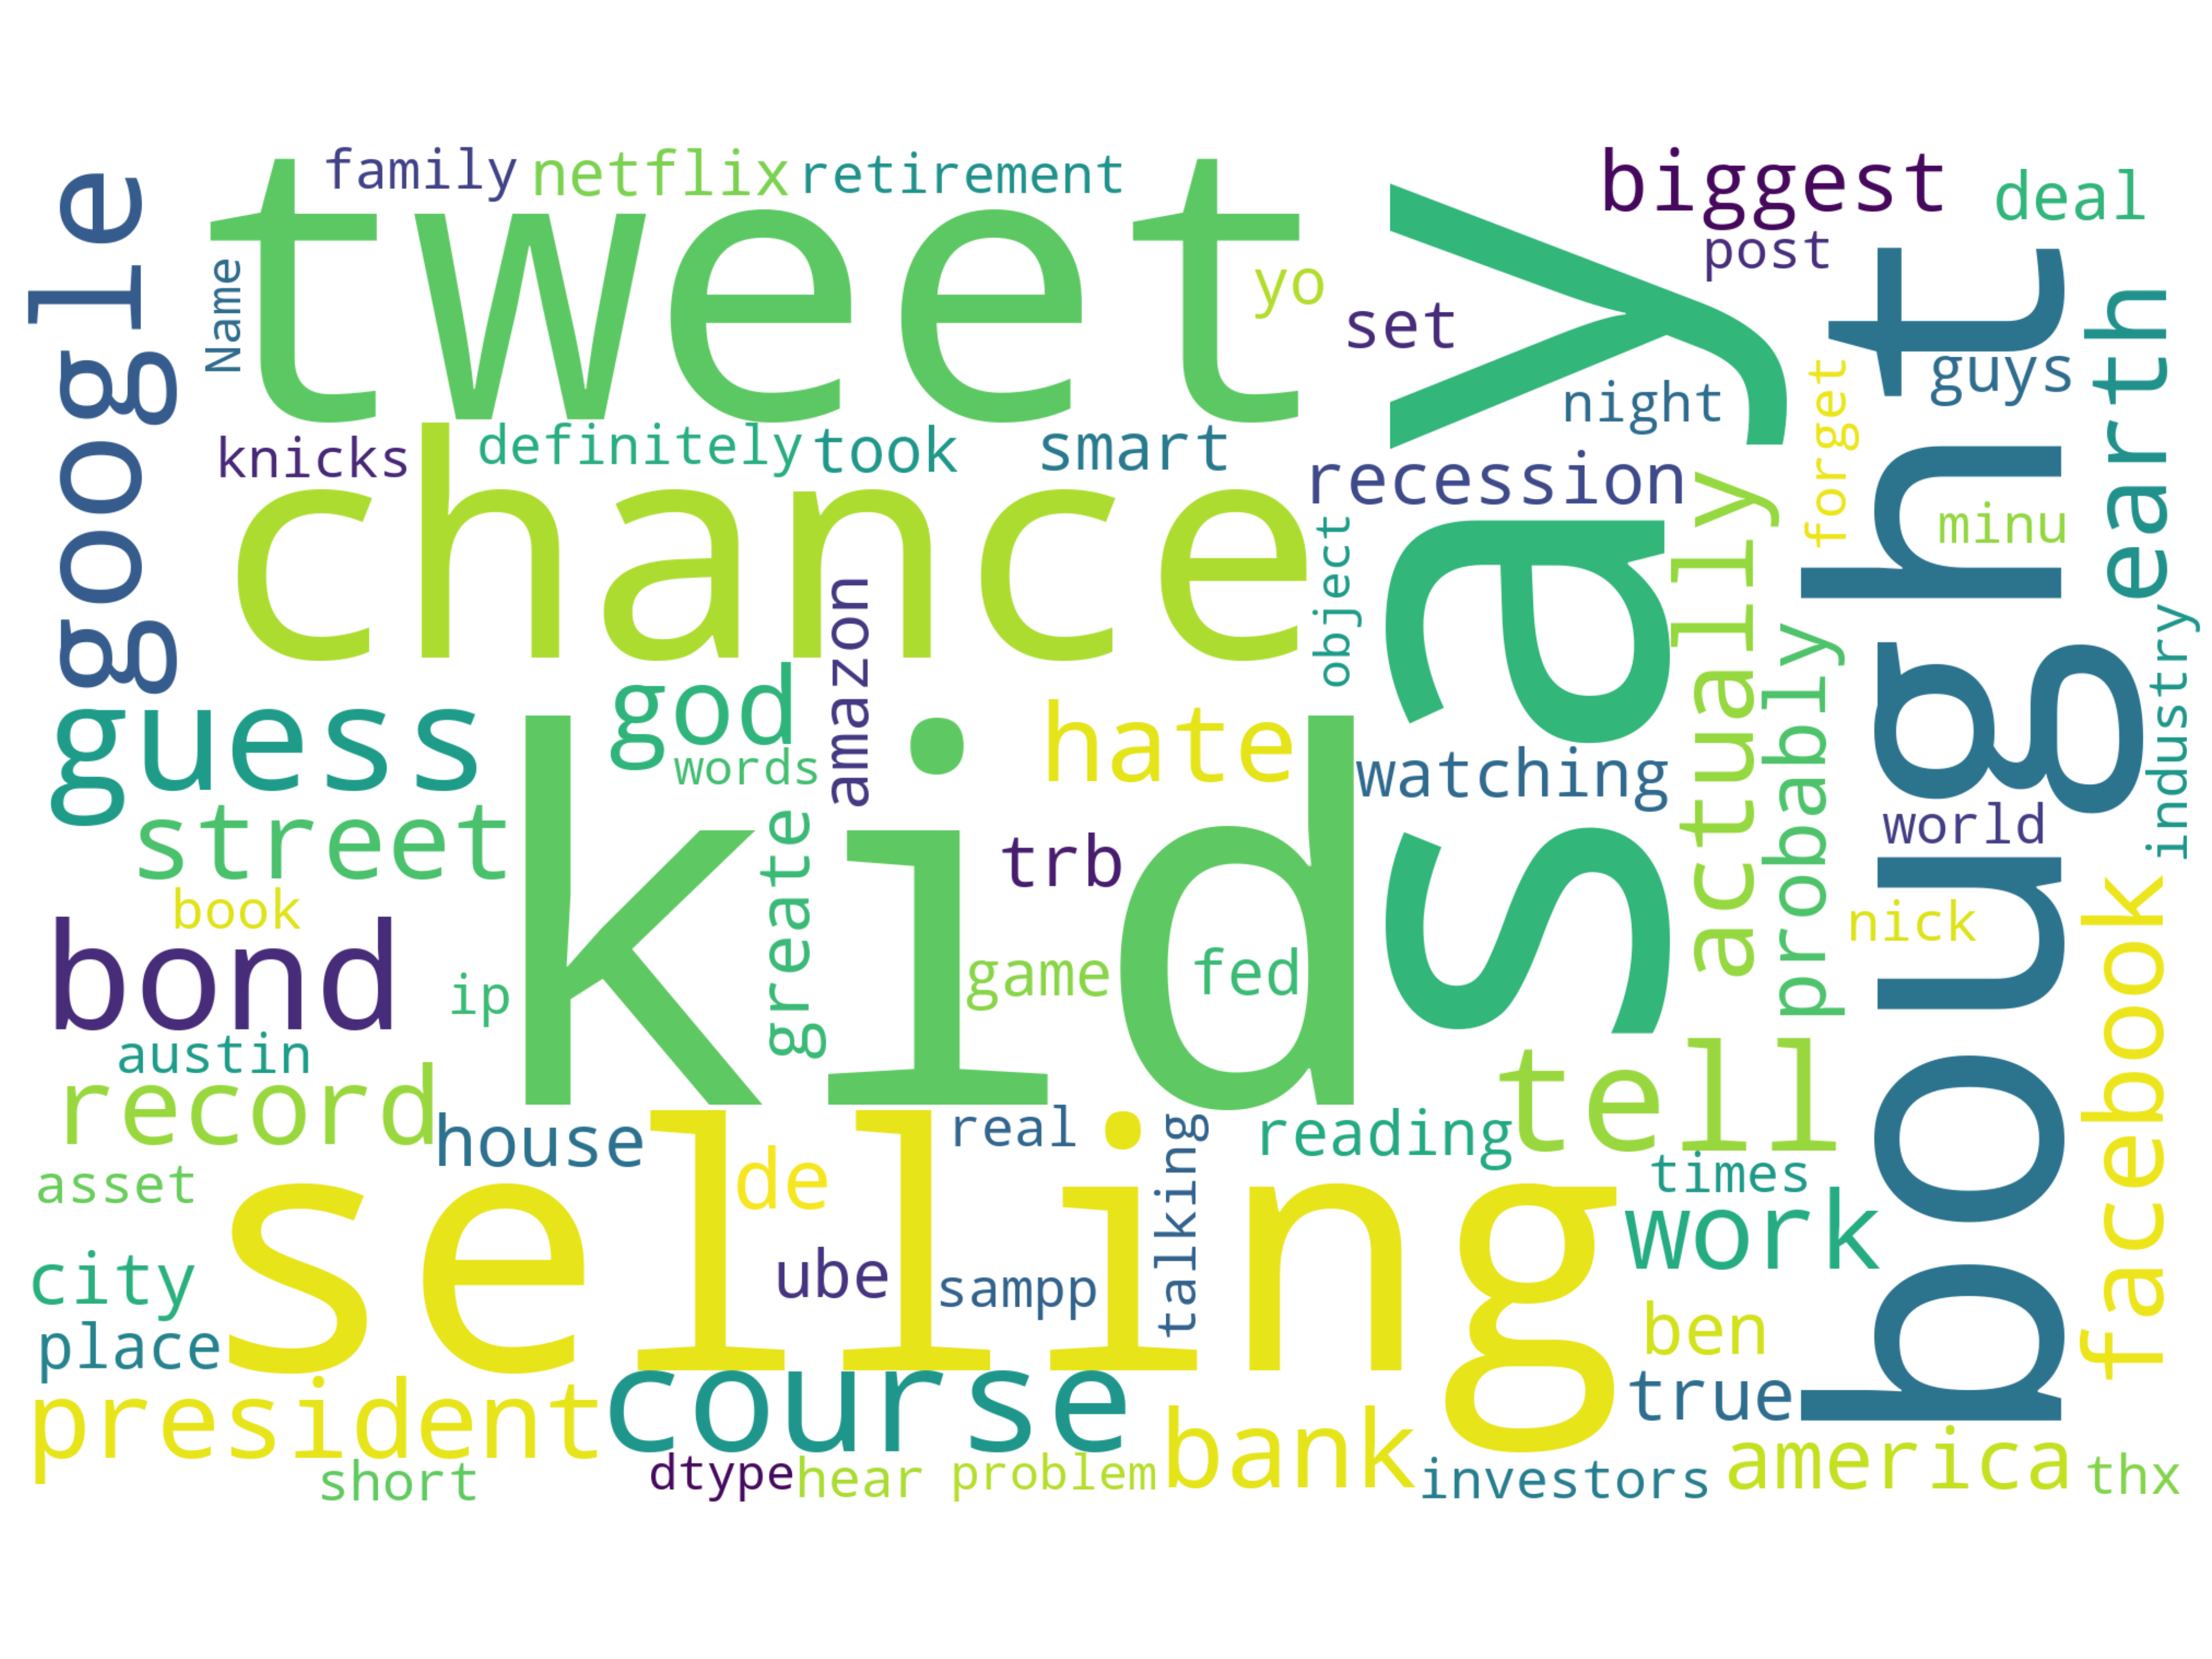 family
netflix
retirement
biggest
deal
google
tweet
say
post
Name
yo
set
bought
earth
night
guys
forget
knicks
definitely
took
smart
recession
chance
actually
minu
object
amazon
god
hate
industry
guess
words
watching
probably
world
street
greate
trb
kid
book
nick
facebook
bond
ip
game
fed
austin
record
house
real
talking
reading
tell
asset
selling
de
times
work
city
ube
sampp
ben
place
president
course
bank
true
america
short
dtype
hear
problem
investors
thx